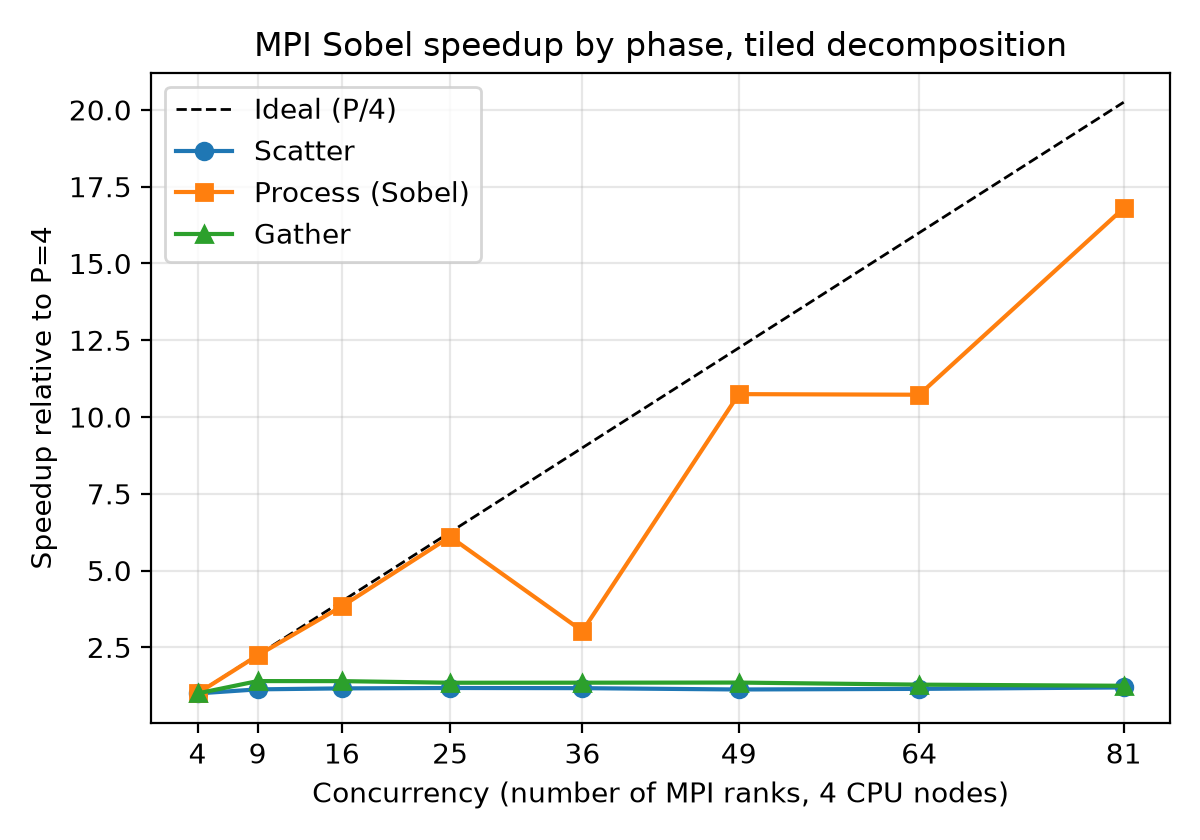 MPI Sobel speedup by phase, tiled decomposition
Ideal (P/4)
Scatter
Process (Sobel)
Gather
Speedup relative to P=4
20.0
17.5
15.0
12.5
10.0
7.5
5.0
2.5
4 9 16 25 36 49 64 81
Concurrency (number of MPI ranks, 4 CPU nodes)